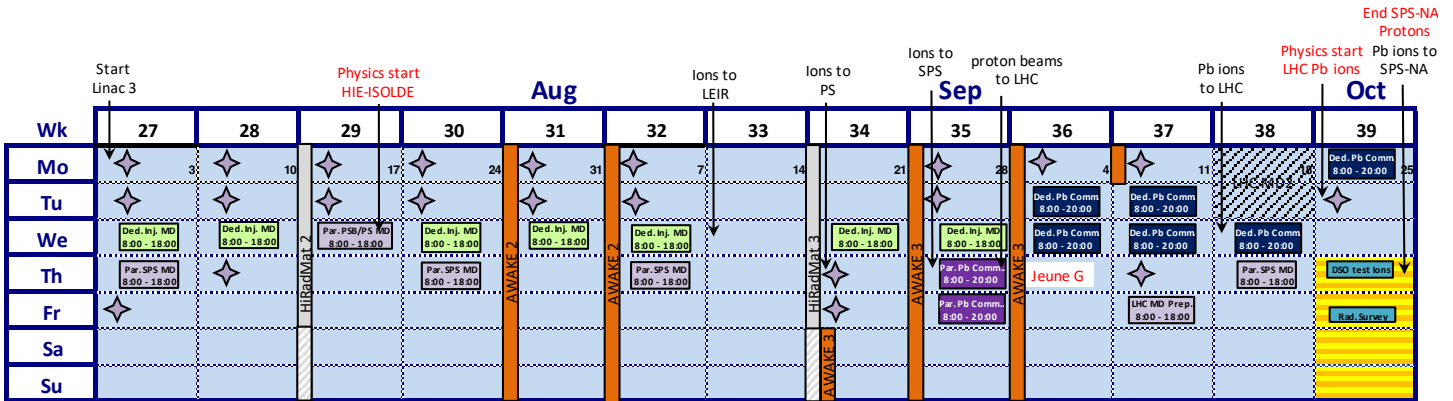 End SPS-NA
Protons
Start
Linac 3
Physics start
HIE-ISOLDE
Aug
Ions to
LEIR
Ions to
PS
Ions to
SPS
proton beams
to LHC
Sep
Pb ions
to LHC
Physics start
LHC Pb ions
Pb ions to
SPS-NA
Oct
Wk 27 28 29 30 31 32 33 34 35 36 37 38 39
Mo 3 10 17 24 31 7 14 21 28 4 11 18 25
Ded. Pb Comm
8:00 - 20:00
LHC MD 2
Tu
Ded. Pb Comm
8:00 - 20:00
Ded. Pb Comm
8:00 - 20:00
We
Ded. Inj. MD
8:00 - 18:00
Ded. Inj. MD
8:00 - 18:00
Par. PSB/PS MD
8:00 - 18:00
Ded. Inj. MD
8:00 - 18:00
Ded. Inj. MD
8:00 - 18:00
Ded. Inj. MD
8:00 - 18:00
Ded. Inj. MD
8:00 - 18:00
Ded. Inj. MD
8:00 - 18:00
Ded. Pb Comm
8:00 - 20:00
Ded. Pb Comm
8:00 - 20:00
Ded. Pb Comm
8:00 - 20:00
Th
Par. SPS MD
8:00 - 18:00
Par. SPS MD
8:00 - 18:00
Par. SPS MD
8:00 - 18:00
Par. Pb Comm.
8:00 - 20:00
Jeune G
Par. SPS MD
8:00 - 18:00
DSO test Ions
Fr
Par. Pb Comm.
8:00 - 20:00
LHC MD Prep.
8:00 - 18:00
Rad. Survey
Sa
Su
HiRadMat 2
AWAKE 2
AWAKE 2
HiRadMat 3
AWAKE 3
AWAKE 3
AWAKE 3